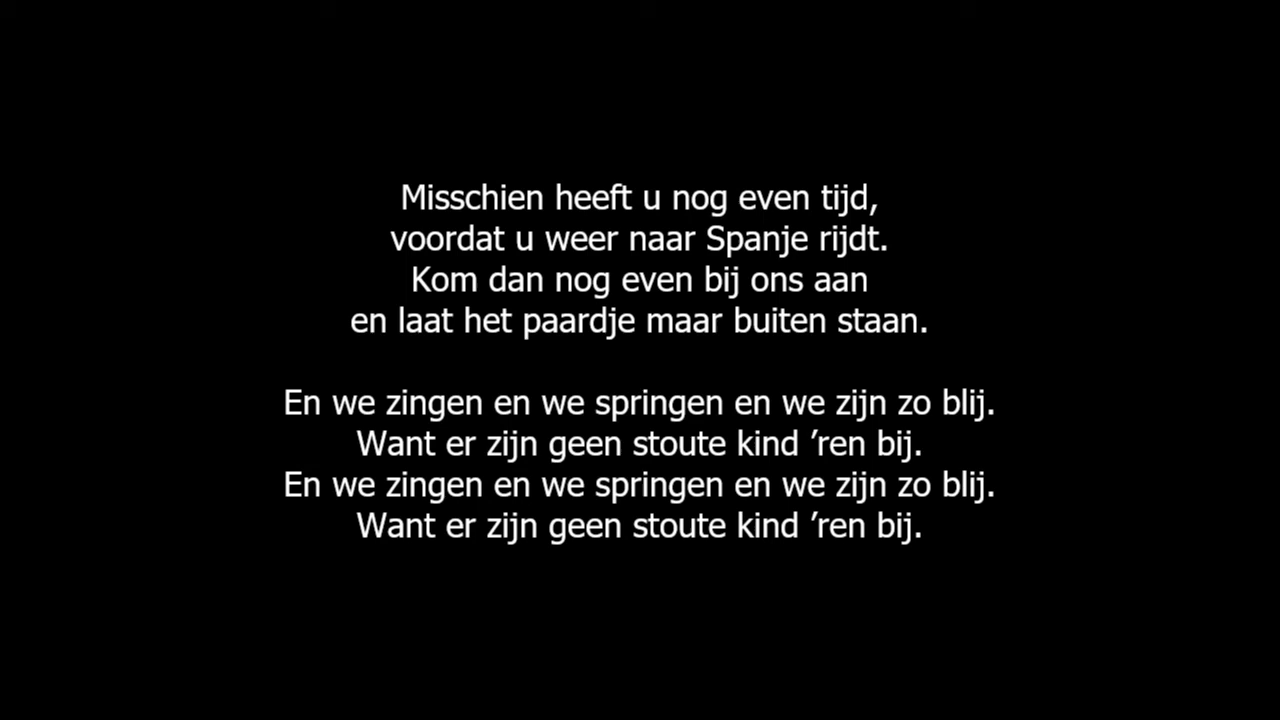 Misschien heeft u nog even tijd,
voordat u weer naar Spanje rijdt.
Kom dan nog even bij ons aan
en laat het paardje maar buiten staan.
En we zingen en we springen en we zijn zo blij.
Want er zijn geen stoute kind ’ren bij.
En we zingen en we springen en we zijn zo blij.
Want er zijn geen stoute kind ’ren bij.